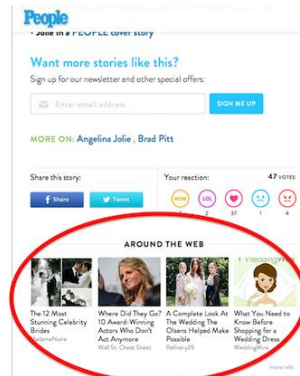 People
- Jolie in a PEOPLE cover story
Want more stories like this?
Sign up for our newsletter and other special offers:
Enter email address
SIGN ME UP
MORE ON: Angelina Jolie , Brad Pitt
Share this story:
Your reaction:
47 votes
f Share
Tweet
WOW
LOL
2
37
1
4
AROUND THE WEB
WeddingWire
The 12 Most
Stunning Celebrity
Brides
MadameNoire
Where Did They Go?
10 Award-Winning
Actors Who Don't
Act Anymore
Wall St. Cheat Sheet
A Complete Look At
The Wedding The
Olsens Helped Make
Possible
Refinery29
What You Need to
Know Before
Shopping for a
Wedding Dress
WeddingWire
more info